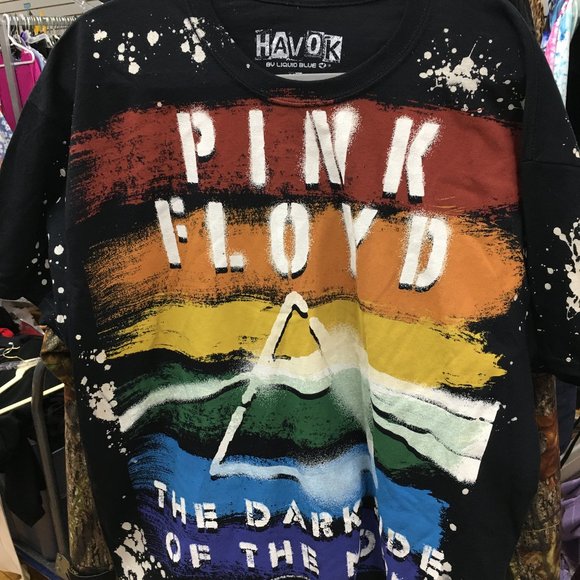 HAVOK
BY LIQUID BLUE
PINK
FLOYD
THE DARK
OF THE